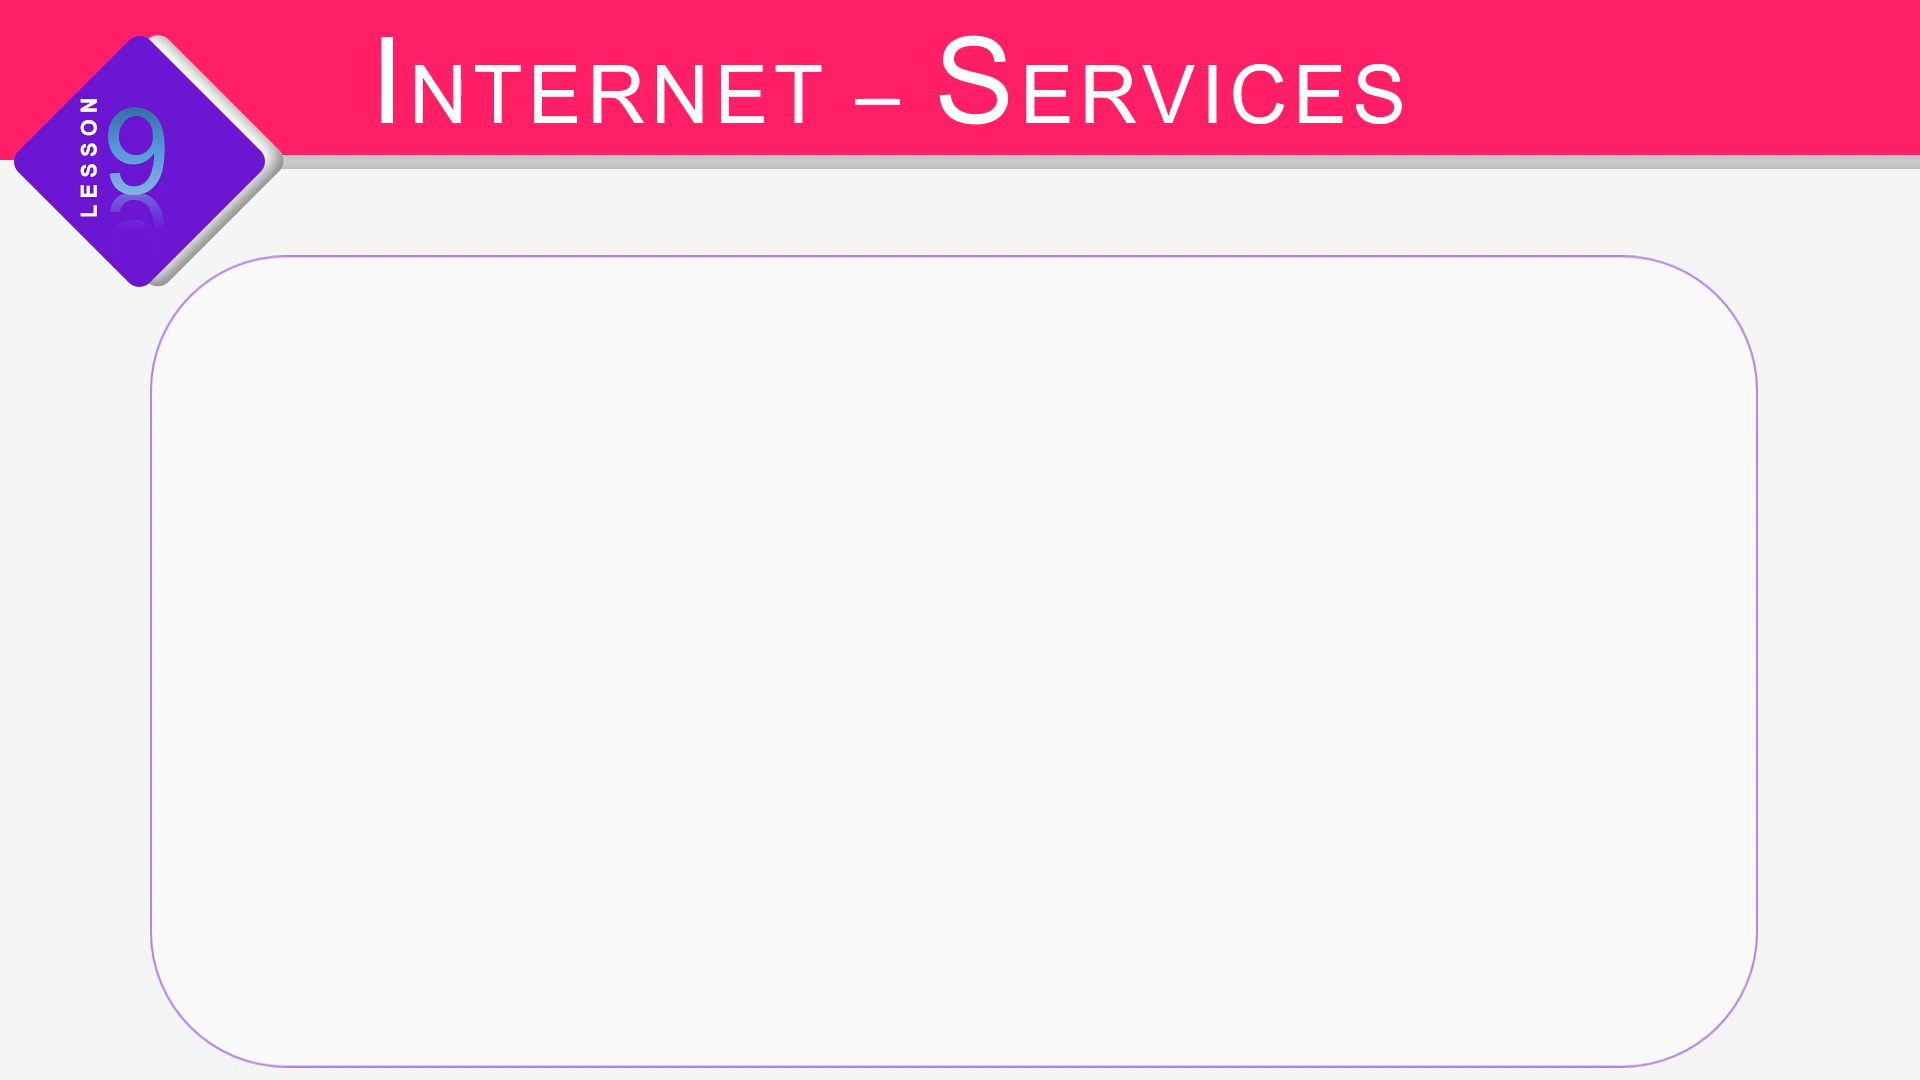 INTERNET – SERVICES
LESSON
9